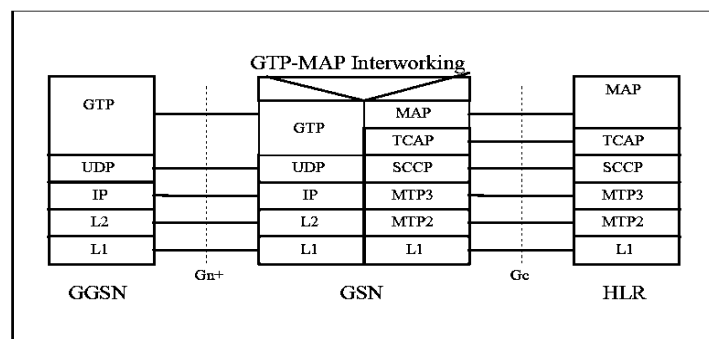 GTP-MAP Interworking
GTP MAP MAP
GTP TCAP TCAP
UDP UDP SCCP SCCP
IP IP MTP3 MTP3
L2 L2 MTP2 MTP2
L1 L1 L1 L1
Gn+ Gc
GGSN GSN HLR